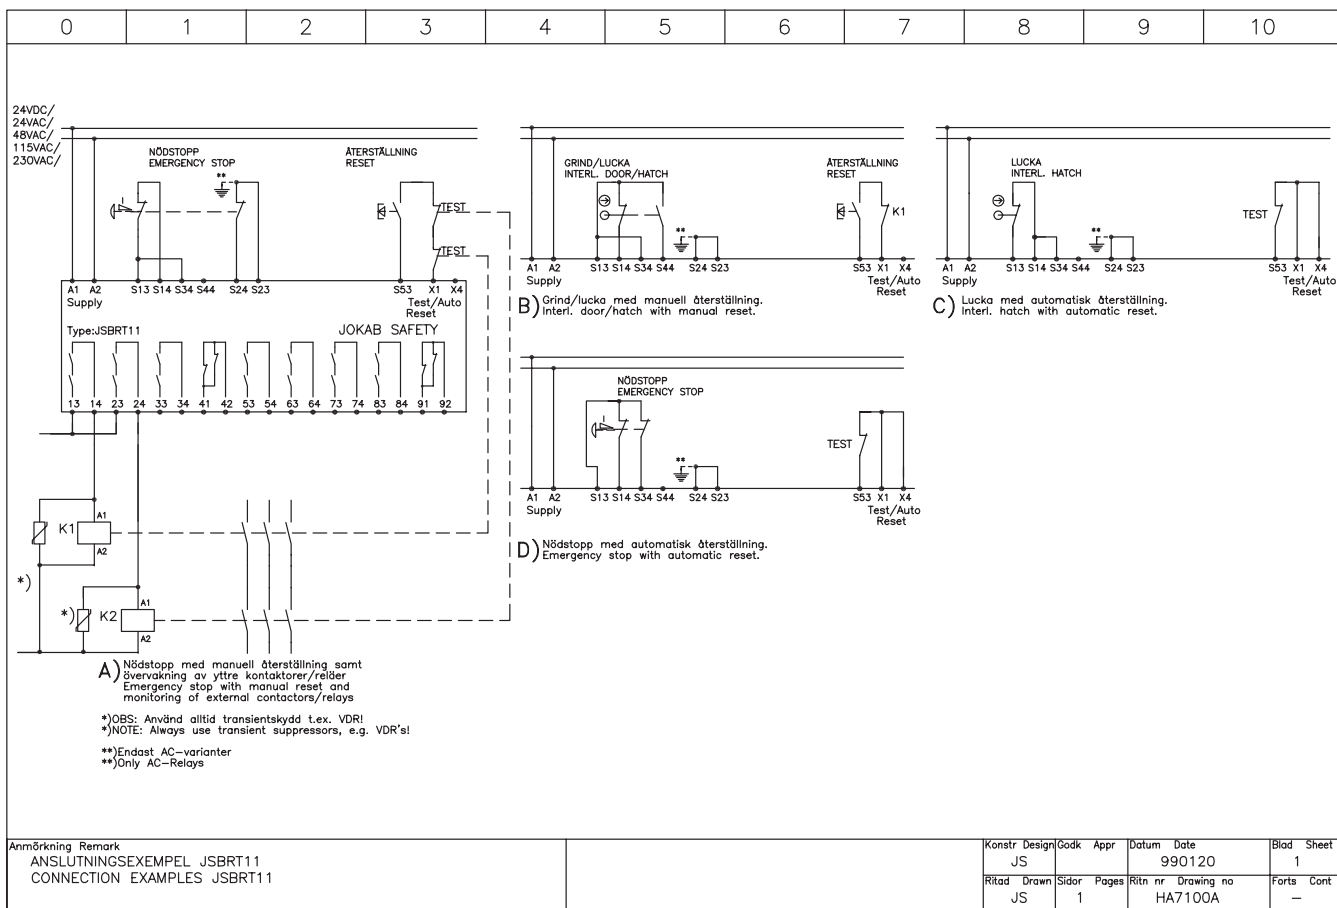 0 1 2 3 4 5 6 7 8 9 10
24VDC/
24VAC/
48VAC/
115VAC/
230VAC/
NÖDSTOPP
EMERGENCY STOP
**
ÅTERSTÄLLNING
RESET
TEST
TEST
A1 A2 S13 S14 S34 S44 S24 S23 S53 X1 X4
Supply
Test/Auto
Reset
Type:JSBRT11
JOKAB SAFETY
13 14 23 24 33 34 41 42 53 54 63 64 73 74 83 84 91 92
A1
K1
A2
*)
A1
*)
K2
A2
A) Nödstopp med manuell återställning samt
övervakning av yttre kontaktorer/reläer
Emergency stop with manual reset and
monitoring of external contactors/relays
*)OBS: Använd alltid transientskydd t.ex. VDR!
*)NOTE: Always use transient suppressors, e.g. VDR's!
**)Endast AC-varianter
**)Only AC-Relays
GRIND/LUCKA
INTERL. DOOR/HATCH
**
ÅTERSTÄLLNING
RESET
K1
A1 A2 S13 S14 S34 S44 S24 S23 S53 X1 X4
Supply
Test/Auto
Reset
B) Grind/lucka med manuell återställning.
Interl. door/hatch with manual reset.
LUCKA
INTERL. HATCH
**
TEST
A1 A2 S13 S14 S34 S44 S24 S23 S53 X1 X4
Supply
Test/Auto
Reset
C) Lucka med automatisk återställning.
Interl. hatch with automatic reset.
NÖDSTOPP
EMERGENCY STOP
**
TEST
A1 A2 S13 S14 S34 S44 S24 S23 S53 X1 X4
Supply
Test/Auto
Reset
D) Nödstopp med automatisk återställning.
Emergency stop with automatic reset.
Anmörkning Remark
ANSLUTNINGSEXEMPEL JSBRT11
CONNECTION EXAMPLES JSBRT11
Konstr Design Godk Appr Datum Date Blad Sheet
JS 990120 1
Ritad Drawn Sidor Pages Ritn nr Drawing no Forts Cont
JS 1 HA7100A -